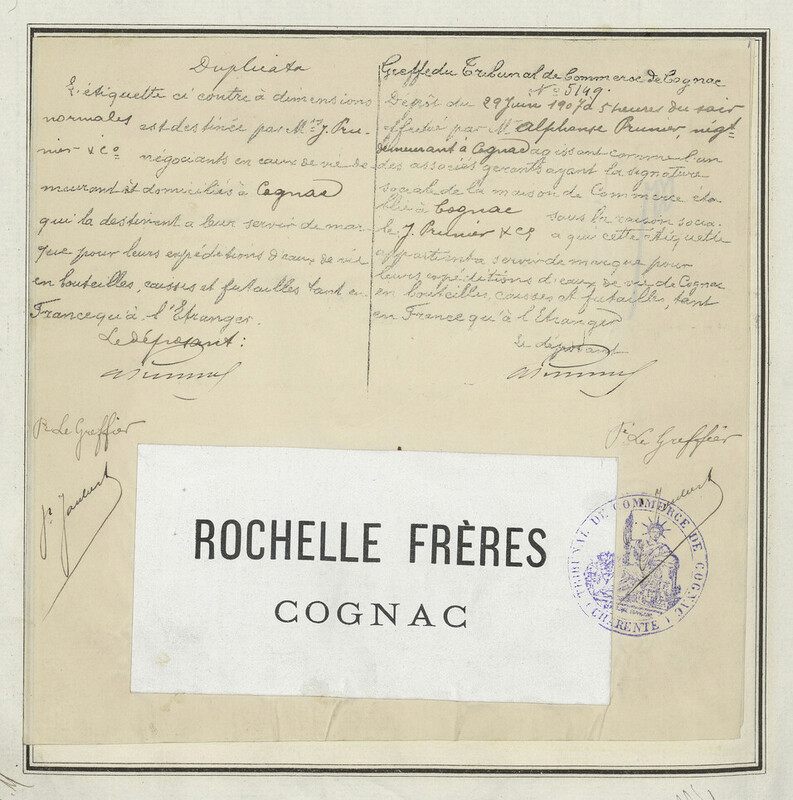 Duplicata
L'étiquette ci contre à dimensions
normales est destinée par Mrs J. Pru-
nier & Co négociants en eaux de vie de-
meurant et domiciliés à Cognac
qui la destinent a leur servir de mar-
que pour leurs expéditions d'eaux de vie
en bouteilles, caisses et futailles tant en
France qu'à l'Etranger.
Le déposant:
Pr Le Greffier
Greffe du Tribunal de Commerce de Cognac
No 5149.
Dépôt du 29 Juin 1907 à 5 heure du soir
effectué par Mr Alphonse Prunier, négt
demeurant à Cognac agissant comme l'un
des associés gerants ayant la signature
sociale de la maison de Commerce éta-
blie à Cognac sous la raison socia-
le J. Prunier & Co, a qui cette étiquette
appartient a servir de marque pour
leurs expéditions d'eaux de vie de Cognac
en bouteilles, caisses et futailles, tant
en France qu'à l'Etranger
Le déposant
Pr Le Greffier
ROCHELLE FRÈRES
COGNAC
TRIBUNAL DE COMMERCE DE COGNAC
(CHARENTE)